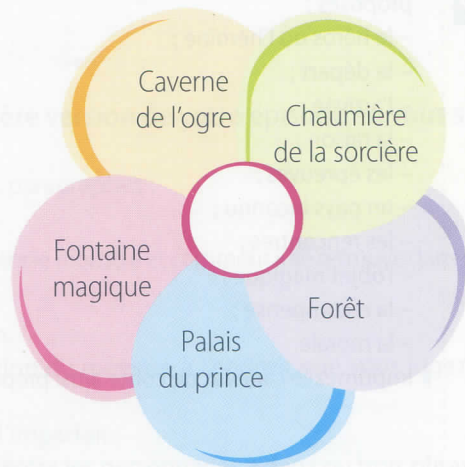 Caverne
de l'ogre
Chaumière
de la sorcière
Forêt
Palais
du prince
Fontaine
magique